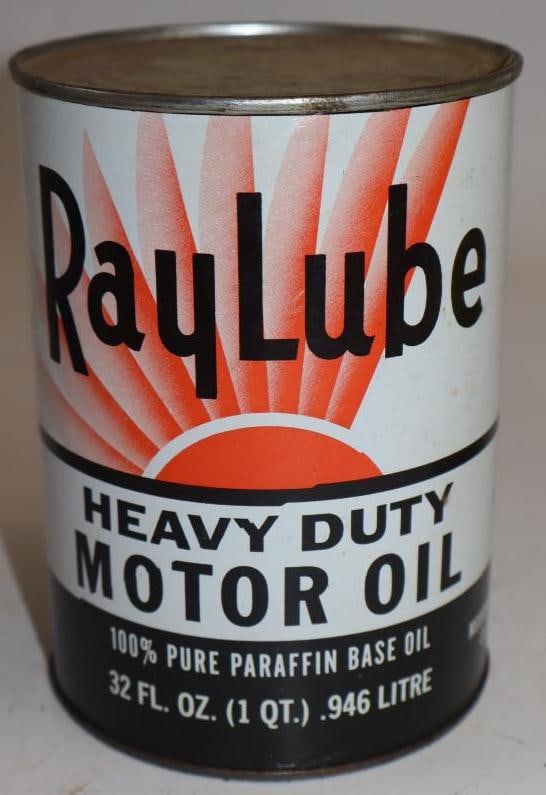 RayLube
HEAVY DUTY
MOTOR OIL
100% PURE PARAFFIN BASE OIL
32 FL. OZ. (1 QT.) .946 LITRE